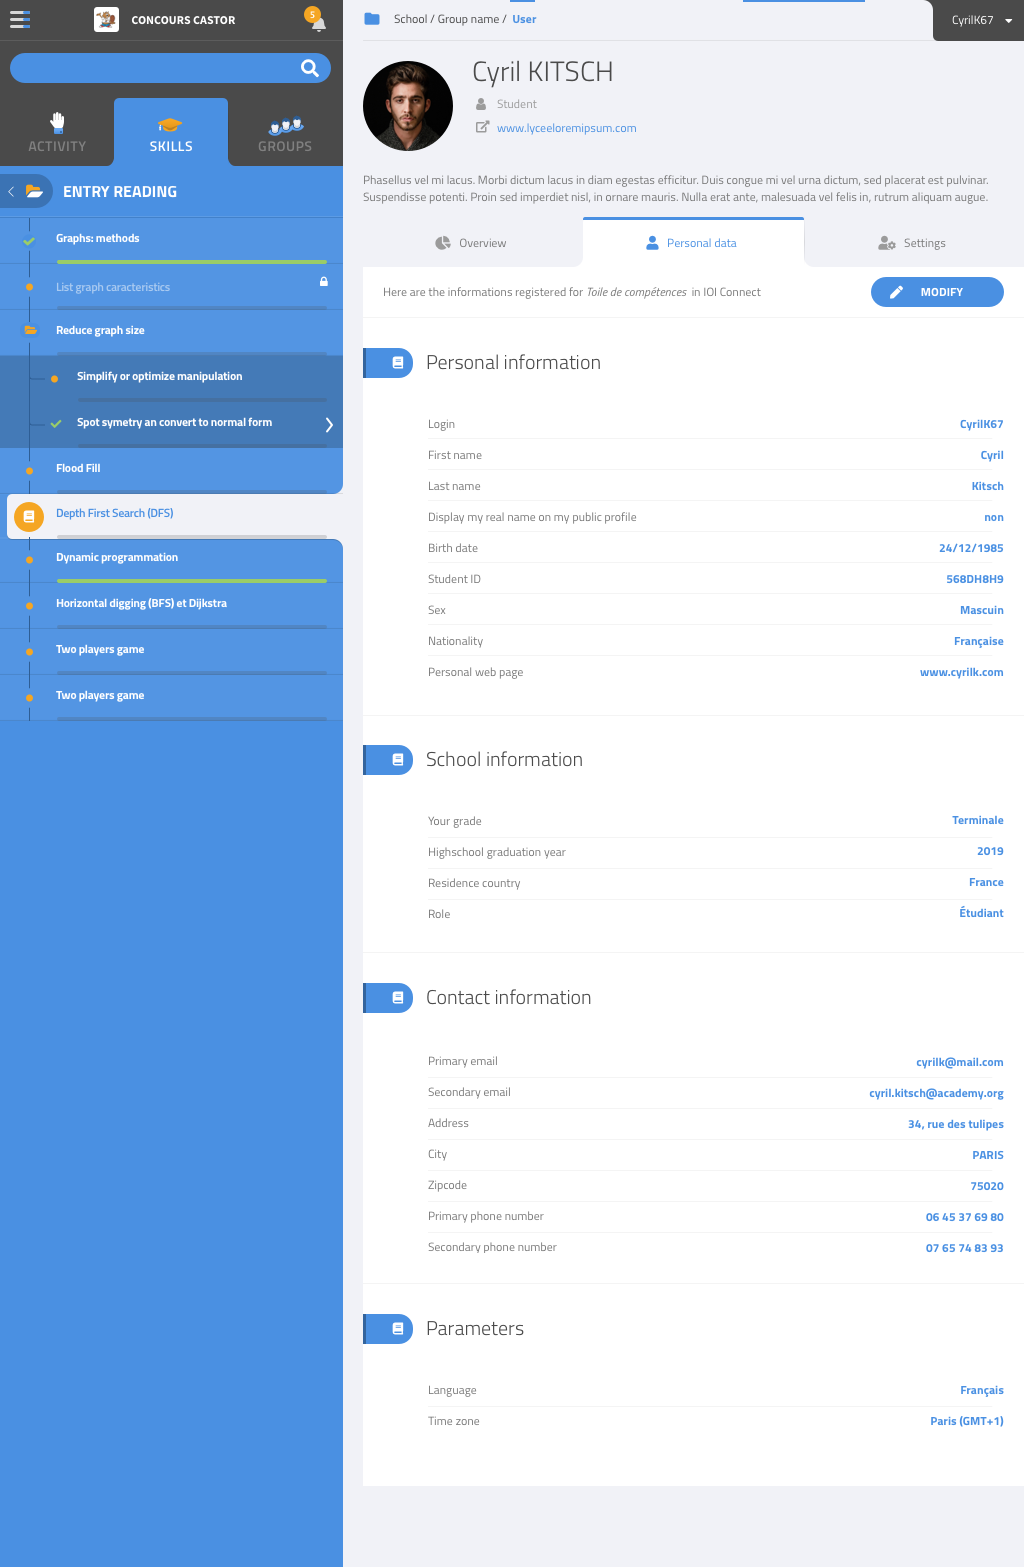 CONCOURS CASTOR
5
ACTIVITY
SKILLS
GROUPS
ENTRY READING
Graphs: methods
List graph caracteristics
Reduce graph size
Simplify or optimize manipulation
Spot symetry an convert to normal form
Flood Fill
Depth First Search (DFS)
Dynamic programmation
Horizontal digging (BFS) et Dijkstra
Two players game
Two players game
School / Group name / User
CyrilK67
Cyril KITSCH
Student
www.lyceeloremipsum.com
Phasellus vel mi lacus. Morbi dictum lacus in diam egestas efficitur. Duis congue mi vel urna dictum, sed placerat est pulvinar.
Suspendisse potenti. Proin sed imperdiet nisl, in ornare mauris. Nulla erat ante, malesuada vel felis in, rutrum aliquam augue.
Overview
Personal data
Settings
Here are the informations registered for Toile de compétences in IOI Connect
MODIFY
Personal information
Login CyrilK67
First name Cyril
Last name Kitsch
Display my real name on my public profile non
Birth date 24/12/1985
Student ID 568DH8H9
Sex Mascuin
Nationality Française
Personal web page www.cyrilk.com
School information
Your grade Terminale
Highschool graduation year 2019
Residence country France
Role Étudiant
Contact information
Primary email cyrilk@mail.com
Secondary email cyril.kitsch@academy.org
Address 34, rue des tulipes
City PARIS
Zipcode 75020
Primary phone number 06 45 37 69 80
Secondary phone number 07 65 74 83 93
Parameters
Language Français
Time zone Paris (GMT+1)